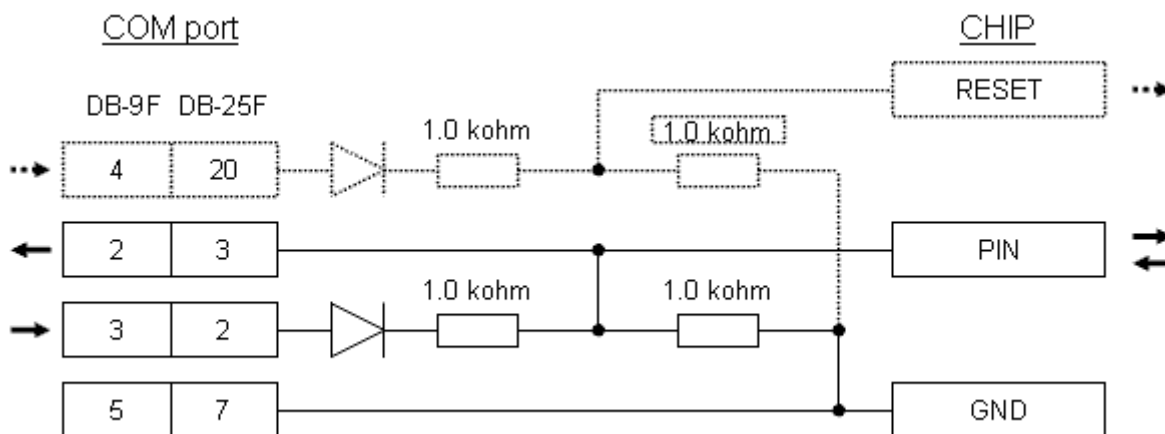 COM port CHIP
DB-9F DB-25F RESET
1.0 kohm 1.0 kohm
4 20
2 3 PIN
1.0 kohm 1.0 kohm
3 2
5 7 GND